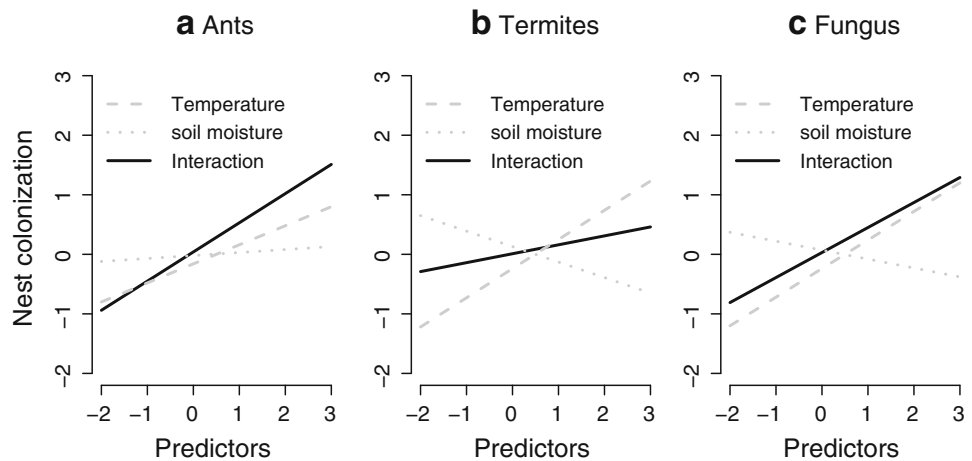 a Ants
b Termites
c Fungus
Nest colonization
3
2
1
0
−1
−2
Temperature
soil moisture
Interaction
−2 −1 0 1 2 3
Predictors
3
2
1
0
−1
−2
Temperature
soil moisture
Interaction
−2 −1 0 1 2 3
Predictors
3
2
1
0
−1
−2
Temperature
soil moisture
Interaction
−2 −1 0 1 2 3
Predictors